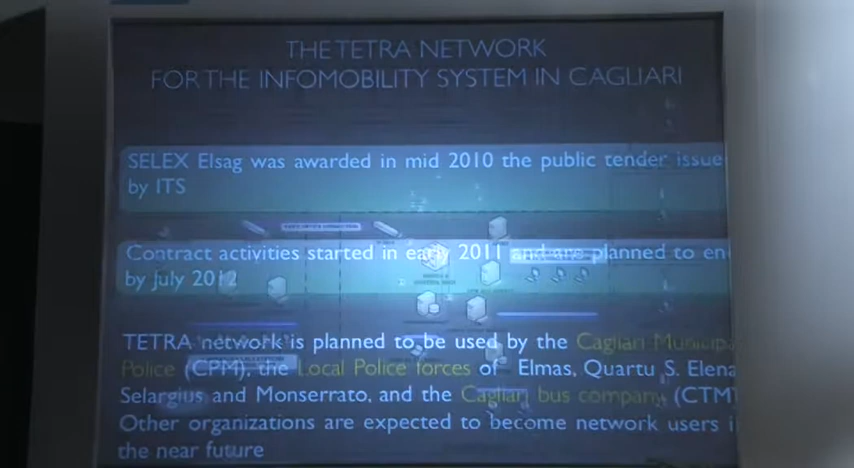 THE TETRA NETWORK
FOR THE INFOMOBILITY SYSTEM IN CAGLIARI
SELEX Elsag was awarded in mid 2010 the public tender issue
by ITS
Contract activities started in early 2011 and are planned to en
by July 2012
TETRA network is planned to be used by the Cagliari Municipa
Police (CPM), the Local Police forces of Elmas, Quartu S. Elena
Selargius and Monserrato, and the Cagliari bus company (CTM
Other organizations are expected to become network users i
the near future